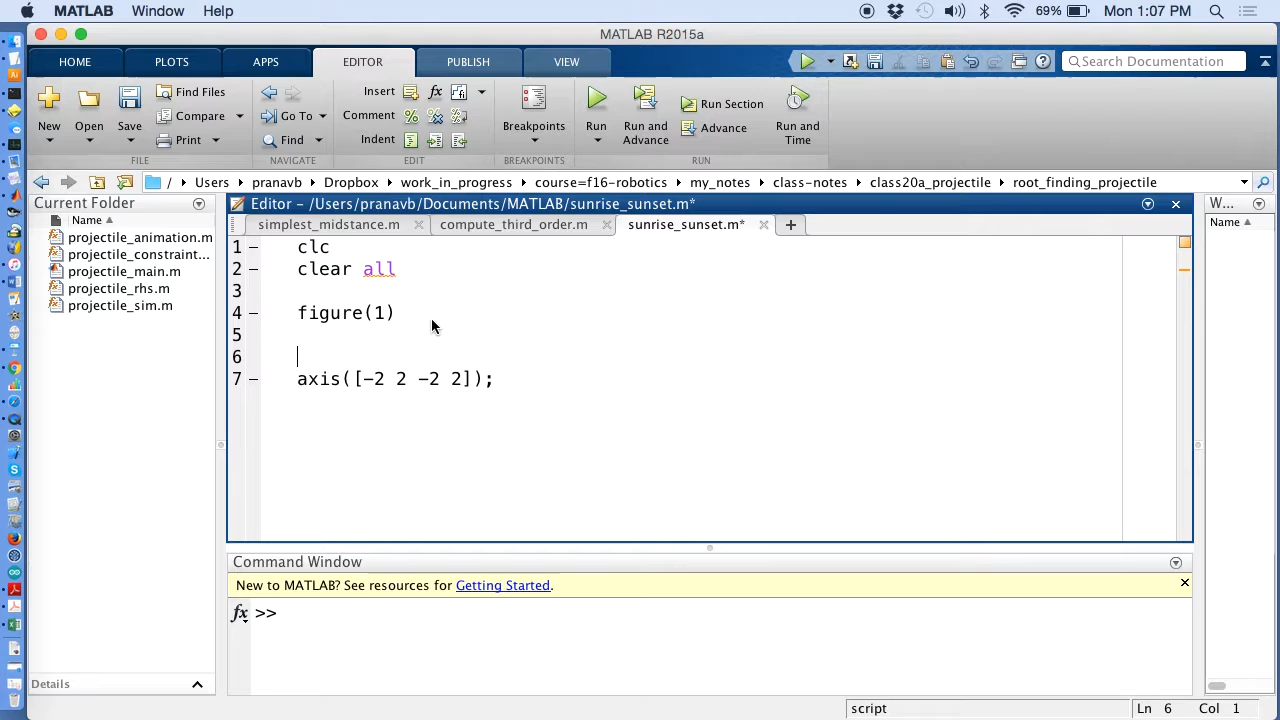 MATLAB Window Help 69% Mon 1:07 PM
MATLAB R2015a
HOME PLOTS APPS EDITOR PUBLISH VIEW Search Documentation
New Open Save Find Files Compare Print
Insert fx
Go To Comment %
Find Indent
Breakpoints Run Run and Advance Run Section Advance Run and Time
FILE NAVIGATE EDIT BREAKPOINTS RUN
/ Users pranavb Dropbox work_in_progress course=f16-robotics my_notes class-notes class20a_projectile root_finding_projectile
Current Folder
Name
projectile_animation.m
projectile_constraint...
projectile_main.m
projectile_rhs.m
projectile_sim.m
Details
Editor – /Users/pranavb/Documents/MATLAB/sunrise_sunset.m*
simplest_midstance.m compute_third_order.m sunrise_sunset.m* +
1 – clc
2 – clear all
3
4 – figure(1)
5
6
7 – axis([-2 2 -2 2]);
Command Window
New to MATLAB? See resources for Getting Started.
fx >>
W...
Name
script Ln 6 Col 1